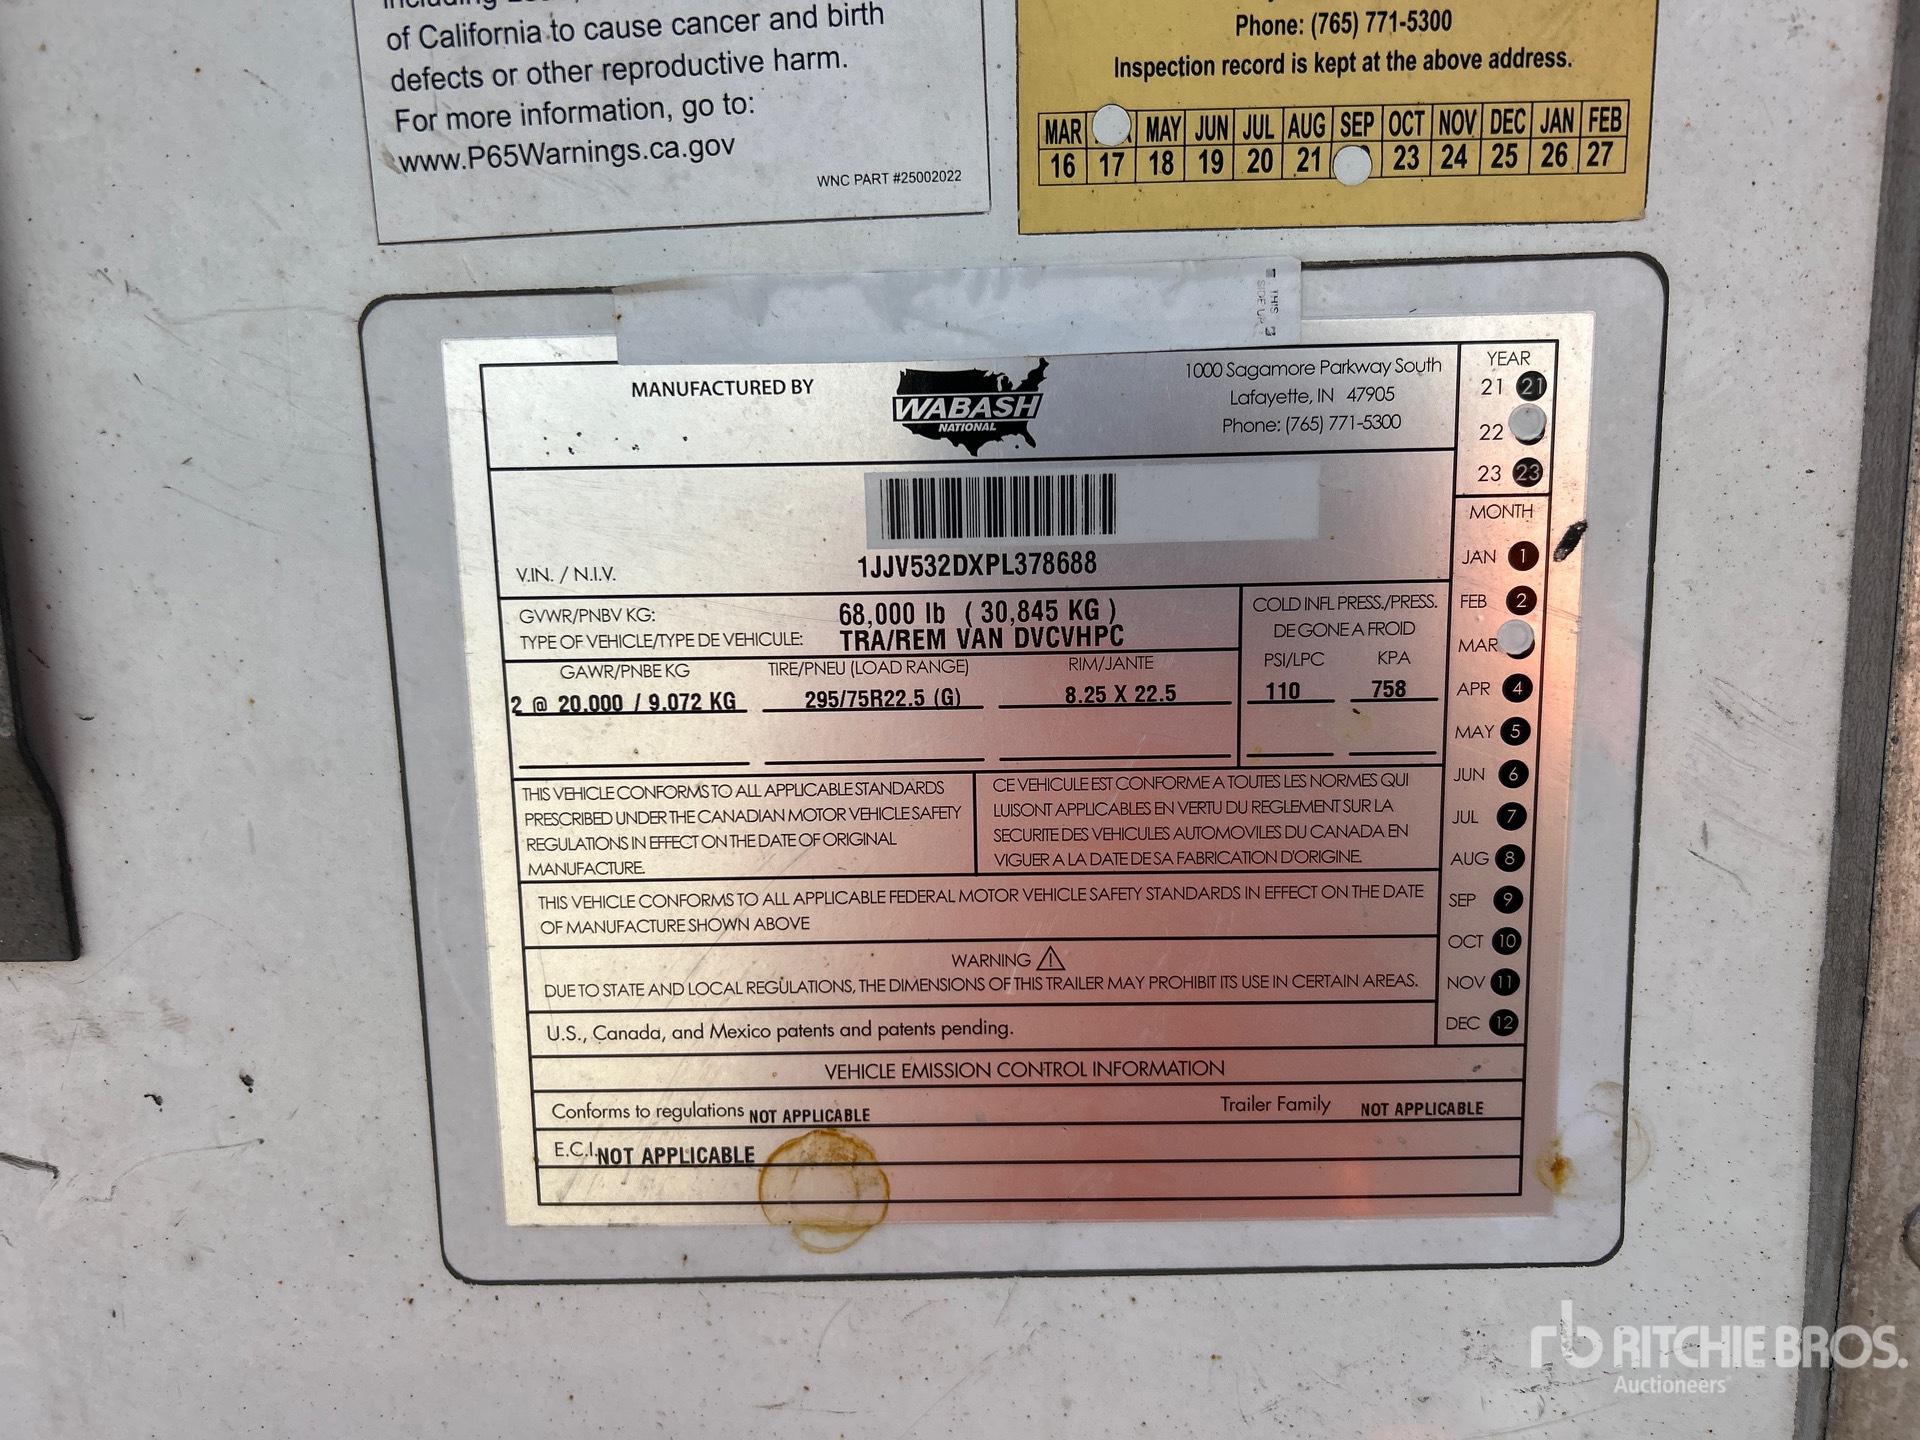 of California to cause cancer and birth
defects or other reproductive harm.
For more information, go to:
www.P65Warnings.ca.gov
WNC PART #25002022
Phone: (765) 771-5300
Inspection record is kept at the above address.
MAR MAY JUN JUL AUG SEP OCT NOV DEC JAN FEB
16 17 18 19 20 21 23 24 25 26 27
THIS
SIDE UP
MANUFACTURED BY
WABASH
NATIONAL
1000 Sagamore Parkway South
Lafayette, IN 47905
Phone: (765) 771-5300
YEAR
21 21
22
23 23
V.I.N. / N.I.V.
1JJV532DXPL378688
GVWR/PNBV KG: 68,000 lb ( 30,845 KG )
TYPE OF VEHICLE/TYPE DE VEHICULE: TRA/REM VAN DVCVHPC
COLD INFL PRESS./PRESS.
DE GONE A FROID
GAWR/PNBE KG TIRE/PNEU (LOAD RANGE) RIM/JANTE PSI/LPC KPA
2 @ 20,000 / 9,072 KG 295/75R22.5 (G) 8.25 X 22.5 110 758
MONTH
JAN 1
FEB 2
MAR
APR 4
MAY 5
JUN 6
JUL 7
AUG 8
SEP 9
OCT 10
NOV 11
DEC 12
THIS VEHICLE CONFORMS TO ALL APPLICABLE STANDARDS
PRESCRIBED UNDER THE CANADIAN MOTOR VEHICLE SAFETY
REGULATIONS IN EFFECT ON THE DATE OF ORIGINAL
MANUFACTURE.
CE VEHICULE EST CONFORME A TOUTES LES NORMES QUI
LUISONT APPLICABLES EN VERTU DU REGLEMENT SUR LA
SECURITE DES VEHICULES AUTOMOVILES DU CANADA EN
VIGUER A LA DATE DE SA FABRICATION D'ORIGINE.
THIS VEHICLE CONFORMS TO ALL APPLICABLE FEDERAL MOTOR VEHICLE SAFETY STANDARDS IN EFFECT ON THE DATE
OF MANUFACTURE SHOWN ABOVE
WARNING
DUE TO STATE AND LOCAL REGULATIONS, THE DIMENSIONS OF THIS TRAILER MAY PROHIBIT ITS USE IN CERTAIN AREAS.
U.S., Canada, and Mexico patents and patents pending.
VEHICLE EMISSION CONTROL INFORMATION
Conforms to regulations NOT APPLICABLE Trailer Family NOT APPLICABLE
E.C.I. NOT APPLICABLE
rb RITCHIE BROS.
Auctioneers